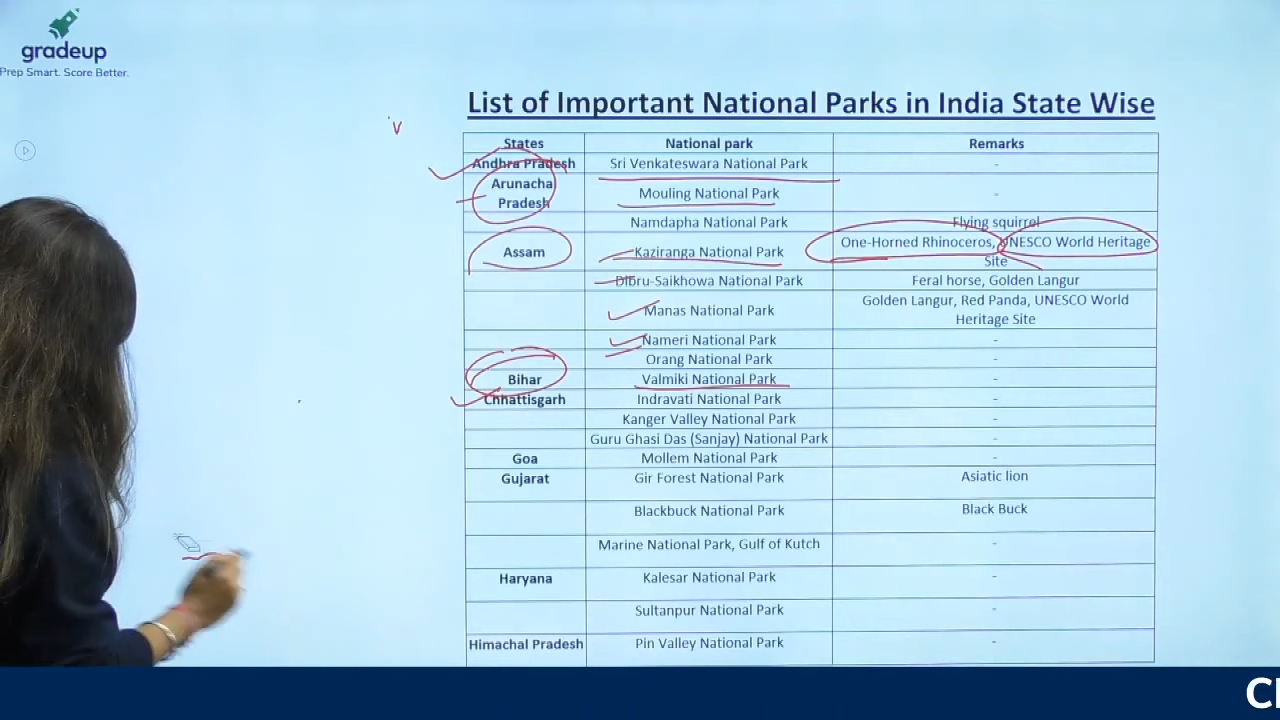 gradeup
Prep Smart. Score Better.
List of Important National Parks in India State Wise
v
States National park Remarks
Andhra Pradesh Sri Venkateswara National Park -
Arunachal
Pradesh Mouling National Park -
Namdapha National Park Flying squirrel
Assam Kaziranga National Park One-Horned Rhinoceros, UNESCO World Heritage
Site
Dibru-Saikhowa National Park Feral horse, Golden Langur
Manas National Park Golden Langur, Red Panda, UNESCO World
Heritage Site
Nameri National Park -
Orang National Park -
Bihar Valmiki National Park -
Chhattisgarh Indravati National Park -
Kanger Valley National Park -
Guru Ghasi Das (Sanjay) National Park -
Goa Mollem National Park -
Gujarat Gir Forest National Park Asiatic lion
Blackbuck National Park Black Buck
Marine National Park, Gulf of Kutch -
Haryana Kalesar National Park -
Sultanpur National Park -
Himachal Pradesh Pin Valley National Park -